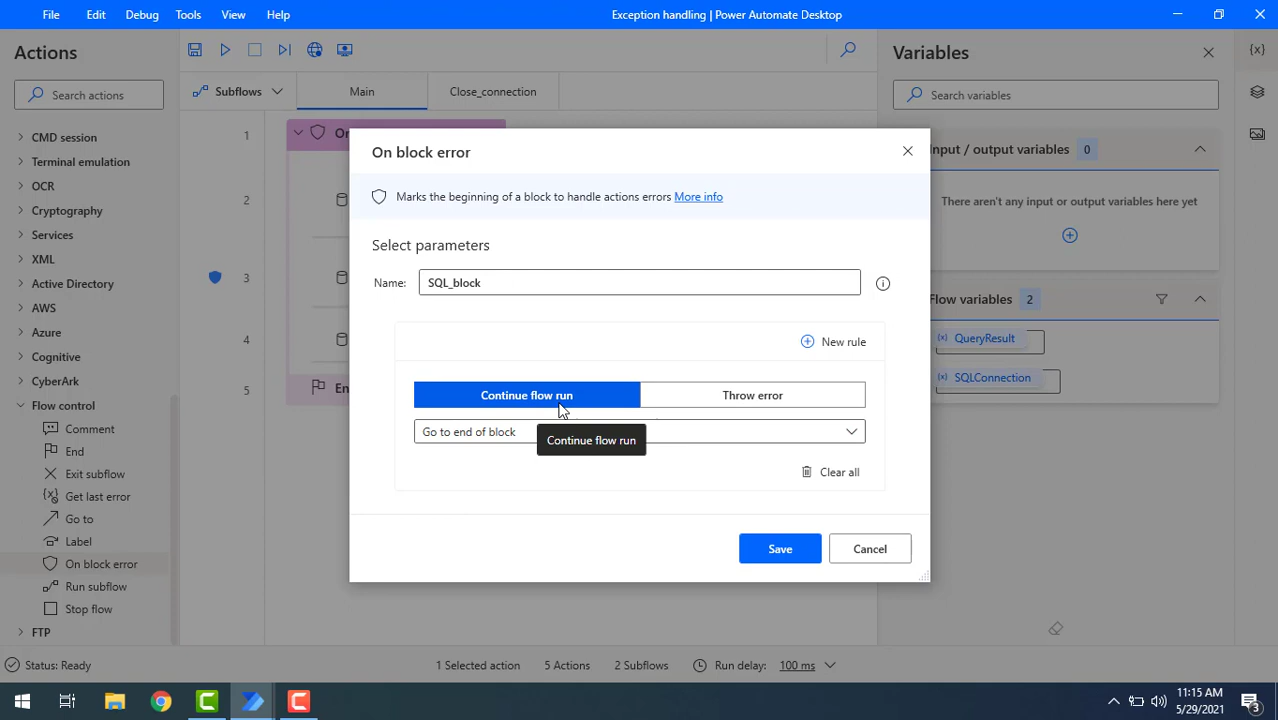 File Edit Debug Tools View Help Exception handling | Power Automate Desktop
Actions
Search actions
CMD session
Terminal emulation
OCR
Cryptography
Services
XML
Active Directory
AWS
Azure
Cognitive
CyberArk
Flow control
Comment
End
Exit subflow
Get last error
Go to
Label
On block error
Run subflow
Stop flow
FTP
Subflows Main Close_connection
1
2
3
4
5
On
En
On block error
Marks the beginning of a block to handle actions errors More info
Select parameters
Name: SQL_block
New rule
Continue flow run Throw error
Go to end of block
Continue flow run
Clear all
Save Cancel
Variables
{x}
Search variables
Input / output variables 0
There aren't any input or output variables here yet
Flow variables 2
(x) QueryResult
(x) SQLConnection
Status: Ready 1 Selected action 5 Actions 2 Subflows Run delay: 100 ms
11:15 AM
5/29/2021
3